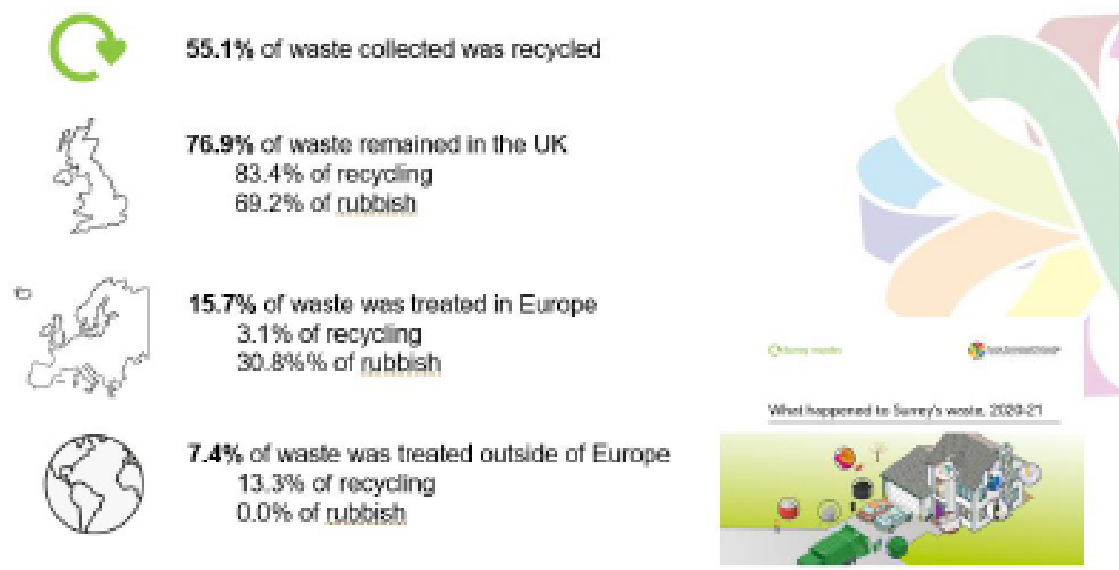 55.1% of waste collected was recycled
76.9% of waste remained in the UK
83.4% of recycling
69.2% of rubbish
15.7% of waste was treated in Europe
3.1% of recycling
30.8%% of rubbish
7.4% of waste was treated outside of Europe
13.3% of recycling
0.0% of rubbish
What happened to Surrey's waste, 2020-21